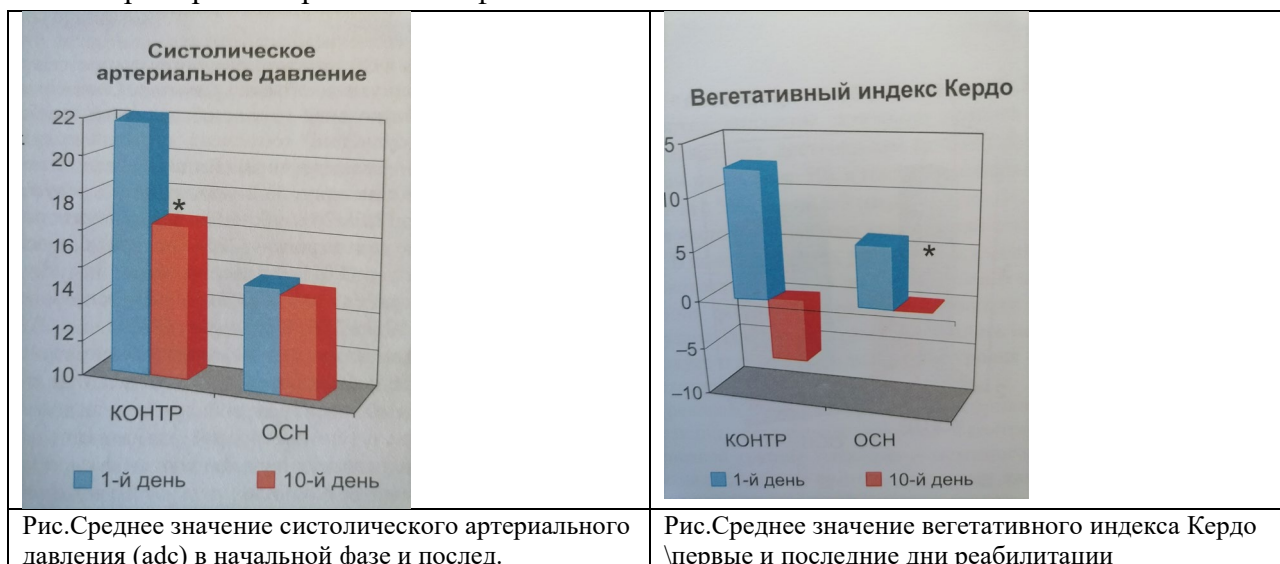 Систолическое
артериальное давление
22
20
18
16
14
12
10
*
КОНТР
ОСН
1-й день
10-й день
Рис.Среднее значение систолического артериального
давления (adc) в начальной фазе и послед.
Вегетативный индекс Кердо
5
10
5
0
–5
–10
*
КОНТР
ОСН
1-й день
10-й день
Рис.Среднее значение вегетативного индекса Кердо
\первые и последние дни реабилитации